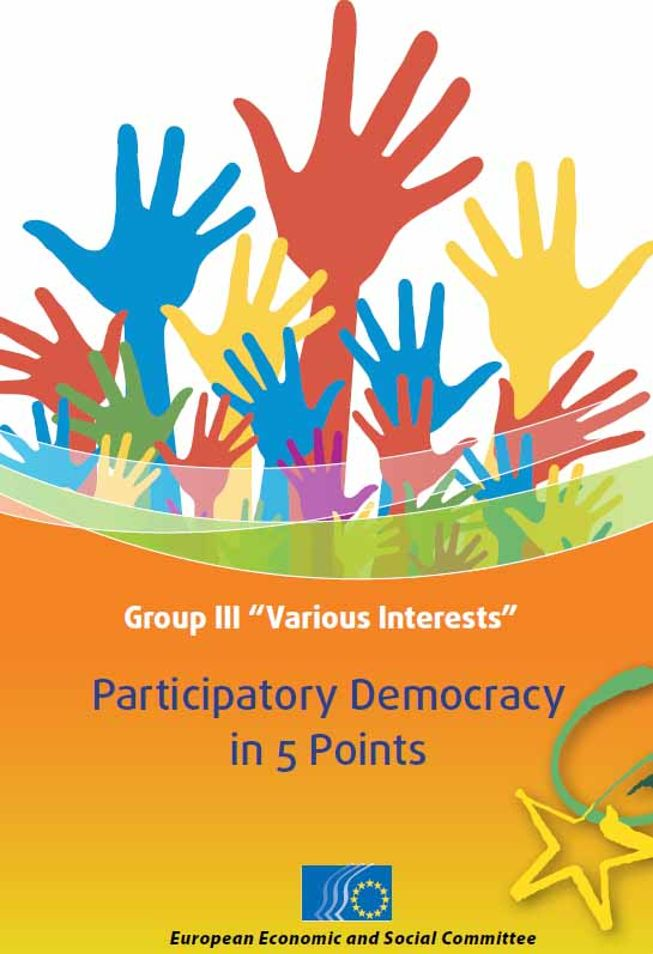 Group III “Various Interests”
Participatory Democracy
in 5 Points
European Economic and Social Committee